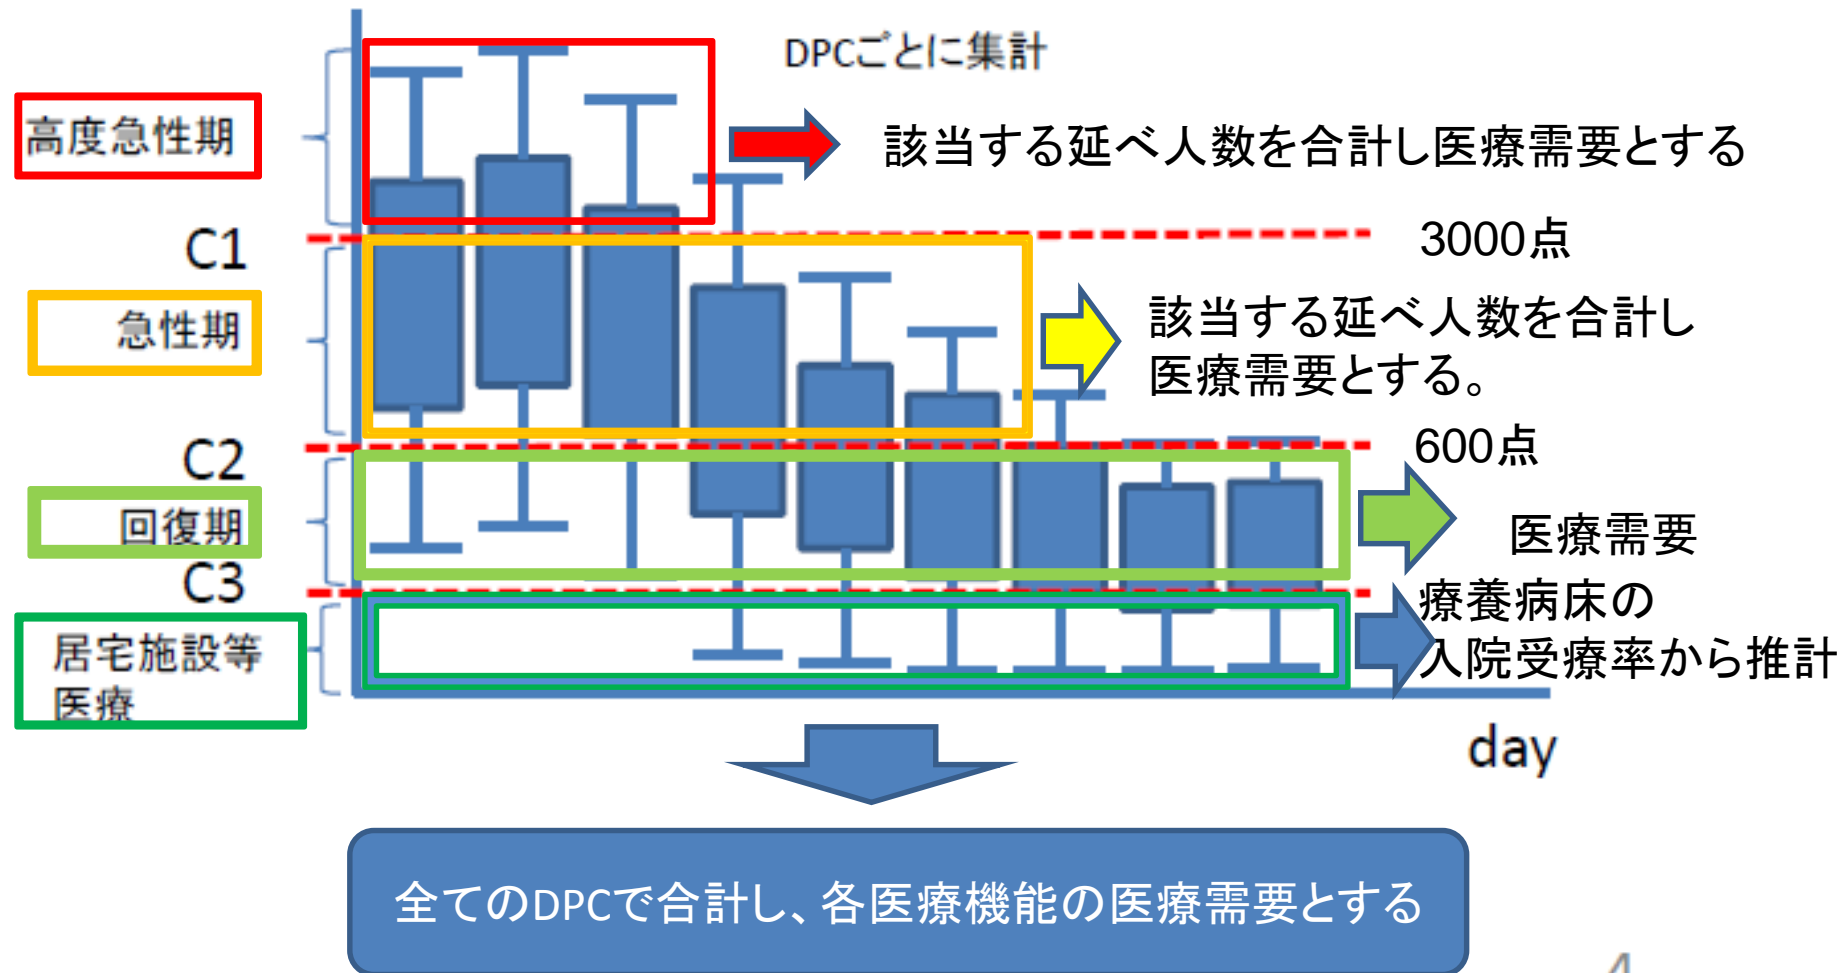 DPCごとに集計
高度急性期
該当する延べ人数を合計し医療需要とする
C1
3000点
急性期
該当する延べ人数を合計し
医療需要とする。
C2
600点
回復期
医療需要
C3
療養病床の
入院受療率から推計
居宅施設等
医療
day
全てのDPCで合計し、各医療機能の医療需要とする
4